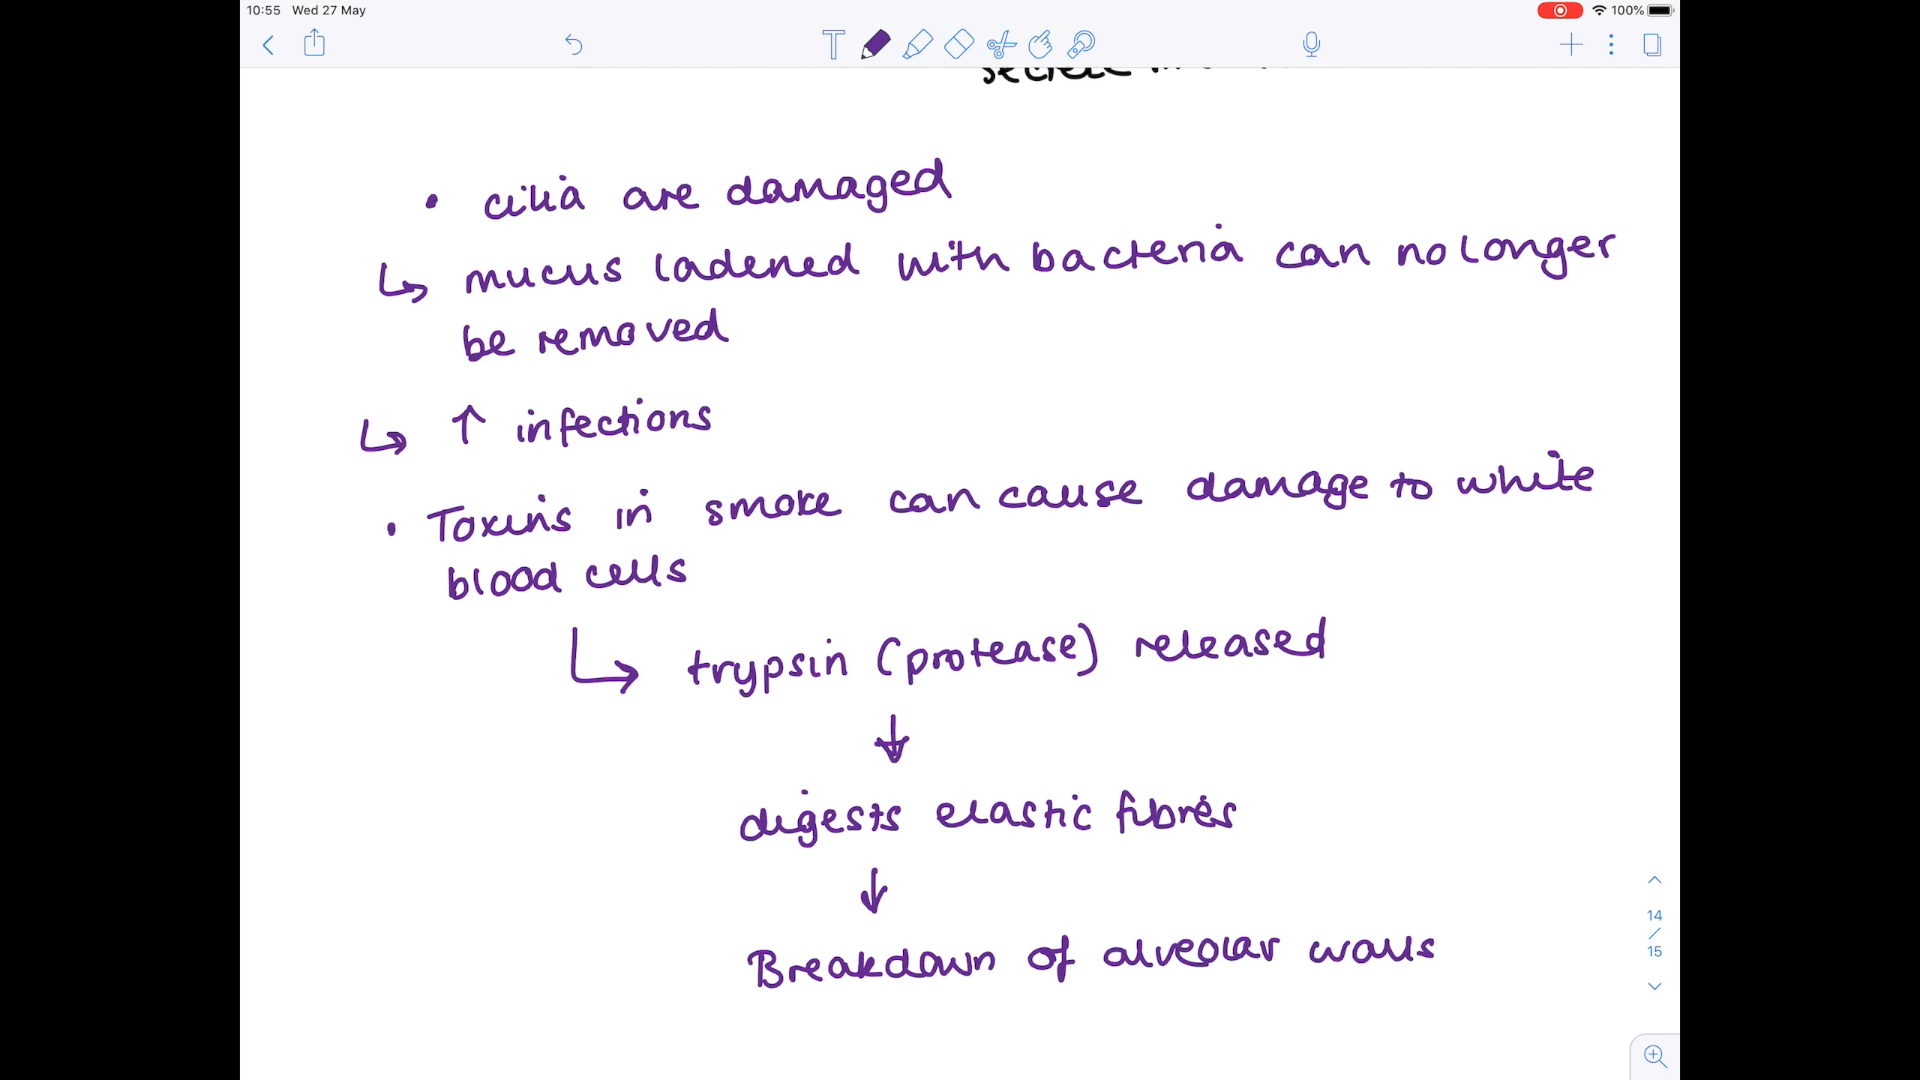 10:55 Wed 27 May
100%
• cilia are damaged
↳ mucus ladened with bacteria can no longer
be removed
↳ ↑ infections
• Toxins in smoke can cause damage to white
blood cells
↳ trypsin (protease) released
↓
digests elastic fibres
↓
Breakdown of alveolar walls
14
/
15